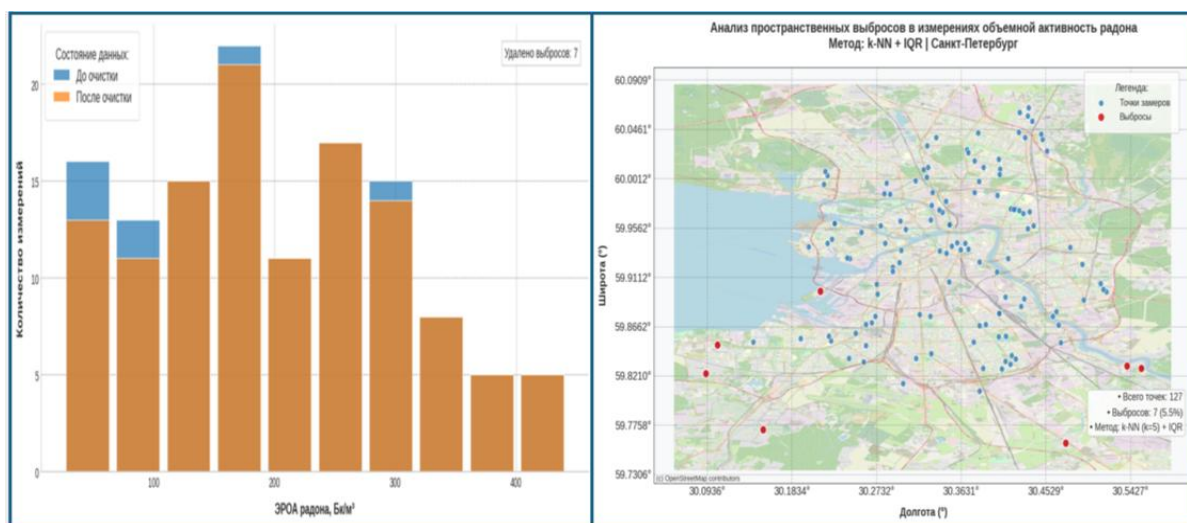 Состояние данных:
До очистки
После очистки
Удалено выбросов: 7
20
15
10
5
0
Количество измерений
100
200
300
400
ЭРОА радона, Бк/м³
Анализ пространственных выбросов в измерениях объемной активность радона
Метод: k-NN + IQR | Санкт-Петербург
60.0909°
60.0461°
60.0012°
59.9562°
59.9112°
59.8662°
59.8210°
59.7758°
59.7306°
Широта (°)
Легенда:
Точки замеров
Выбросы
• Всего точек: 127
• Выбросов: 7 (5.5%)
• Метод: k-NN (k=5) + IQR
(c) OpenStreetMap contributors
30.0936°
30.1834°
30.2732°
30.3631°
30.4529°
30.5427°
Долгота (°)